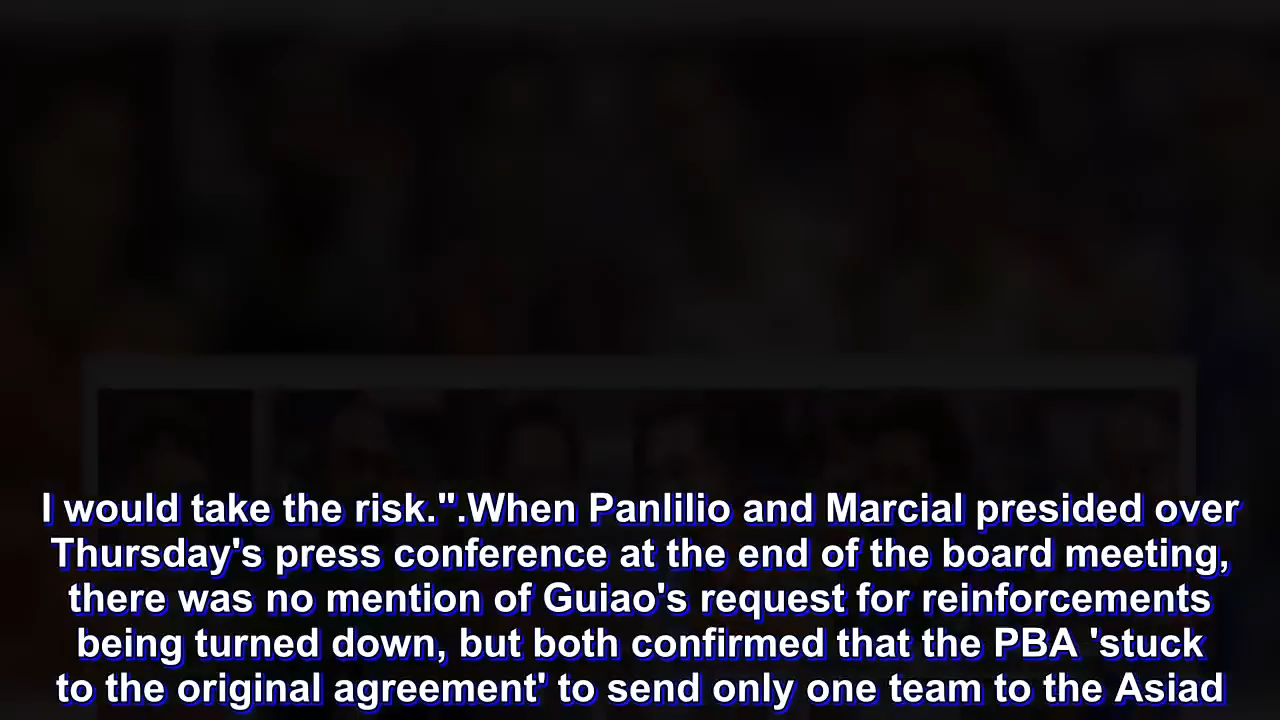 I would take the risk.".When Panlilio and Marcial presided over
Thursday's press conference at the end of the board meeting,
there was no mention of Guiao's request for reinforcements
being turned down, but both confirmed that the PBA 'stuck
to the original agreement' to send only one team to the Asiad